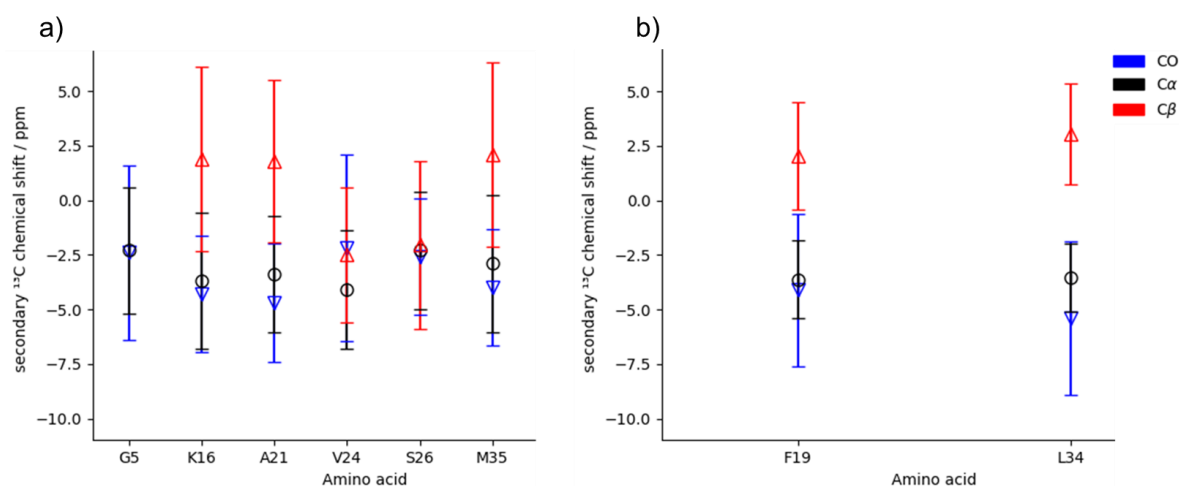 a)
secondary ¹³C chemical shift / ppm
5.0
2.5
0.0
−2.5
−5.0
−7.5
−10.0
G5 K16 A21 V24 S26 M35
Amino acid
b)
secondary ¹³C chemical shift / ppm
5.0
2.5
0.0
−2.5
−5.0
−7.5
−10.0
F19 L34
Amino acid
CO
Cα
Cβ